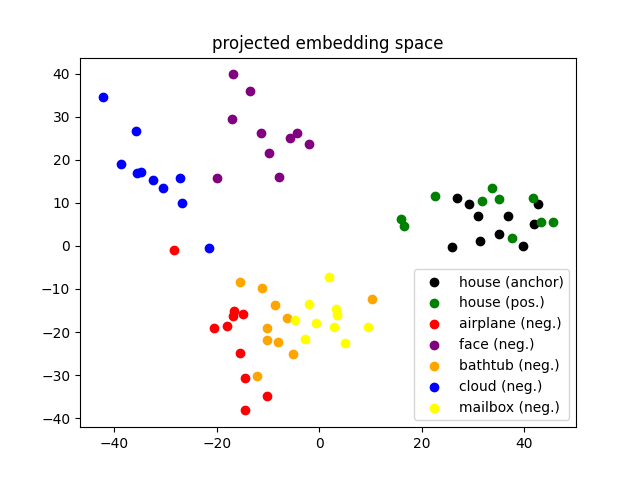 projected embedding space
40
30
20
10
0
−10
−20
−30
−40
−40
−20
0
20
40
house (anchor)
house (pos.)
airplane (neg.)
face (neg.)
bathtub (neg.)
cloud (neg.)
mailbox (neg.)